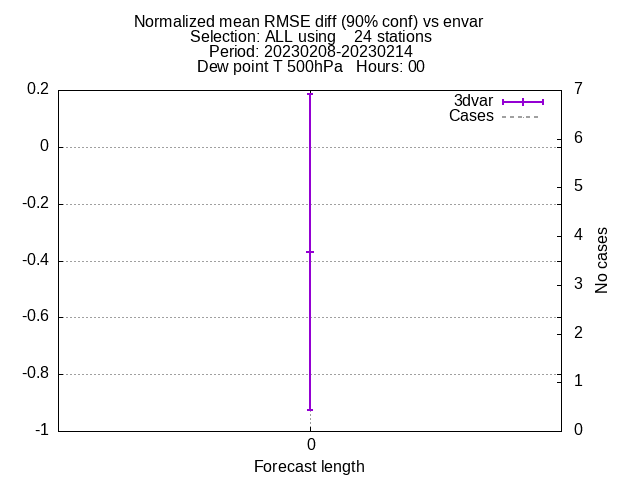 Normalized mean RMSE diff (90% conf) vs envar
Selection: ALL using    24 stations
Period: 20230208-20230214
Dew point T 500hPa   Hours: 00
3dvar
Cases
0.2
0
-0.2
-0.4
-0.6
-0.8
-1
7
6
5
4
3
2
1
0
No cases
0
Forecast length